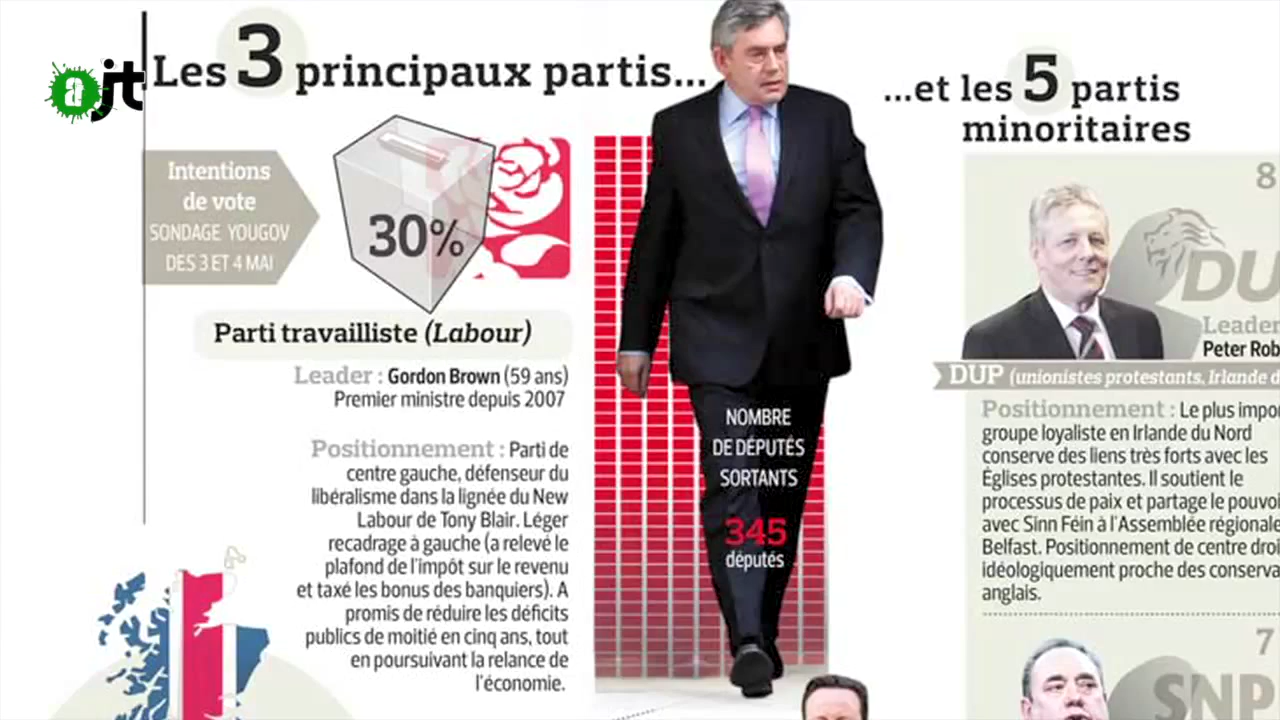 ajt
Les 3 principaux partis...
...et les 5 partis
minoritaires
Intentions
de vote
SONDAGE YOUGOV
DES 3 ET 4 MAI
30%
Parti travailliste (Labour)
Leader : Gordon Brown (59 ans)
Premier ministre depuis 2007
Positionnement : Parti de
centre gauche, défenseur du
libéralisme dans la lignée du New
Labour de Tony Blair. Léger
recadrage à gauche (a relevé le
plafond de l'impôt sur le revenu
et taxé les bonus des banquiers). A
promis de réduire les déficits
publics de moitié en cinq ans, tout
en poursuivant la relance de
l'économie.
NOMBRE
DE DÉPUTÉS
SORTANTS
345
députés
8
DU
Leader
Peter Rob
DUP (unionistes protestants, Irlande d
Positionnement : Le plus impo
groupe loyaliste en Irlande du Nord
conserve des liens très forts avec les
Églises protestantes. Il soutient le
processus de paix et partage le pouvoi
avec Sinn Féin à l'Assemblée régionale
Belfast. Positionnement de centre droi
idéologiquement proche des conserva
anglais.
7
SNP